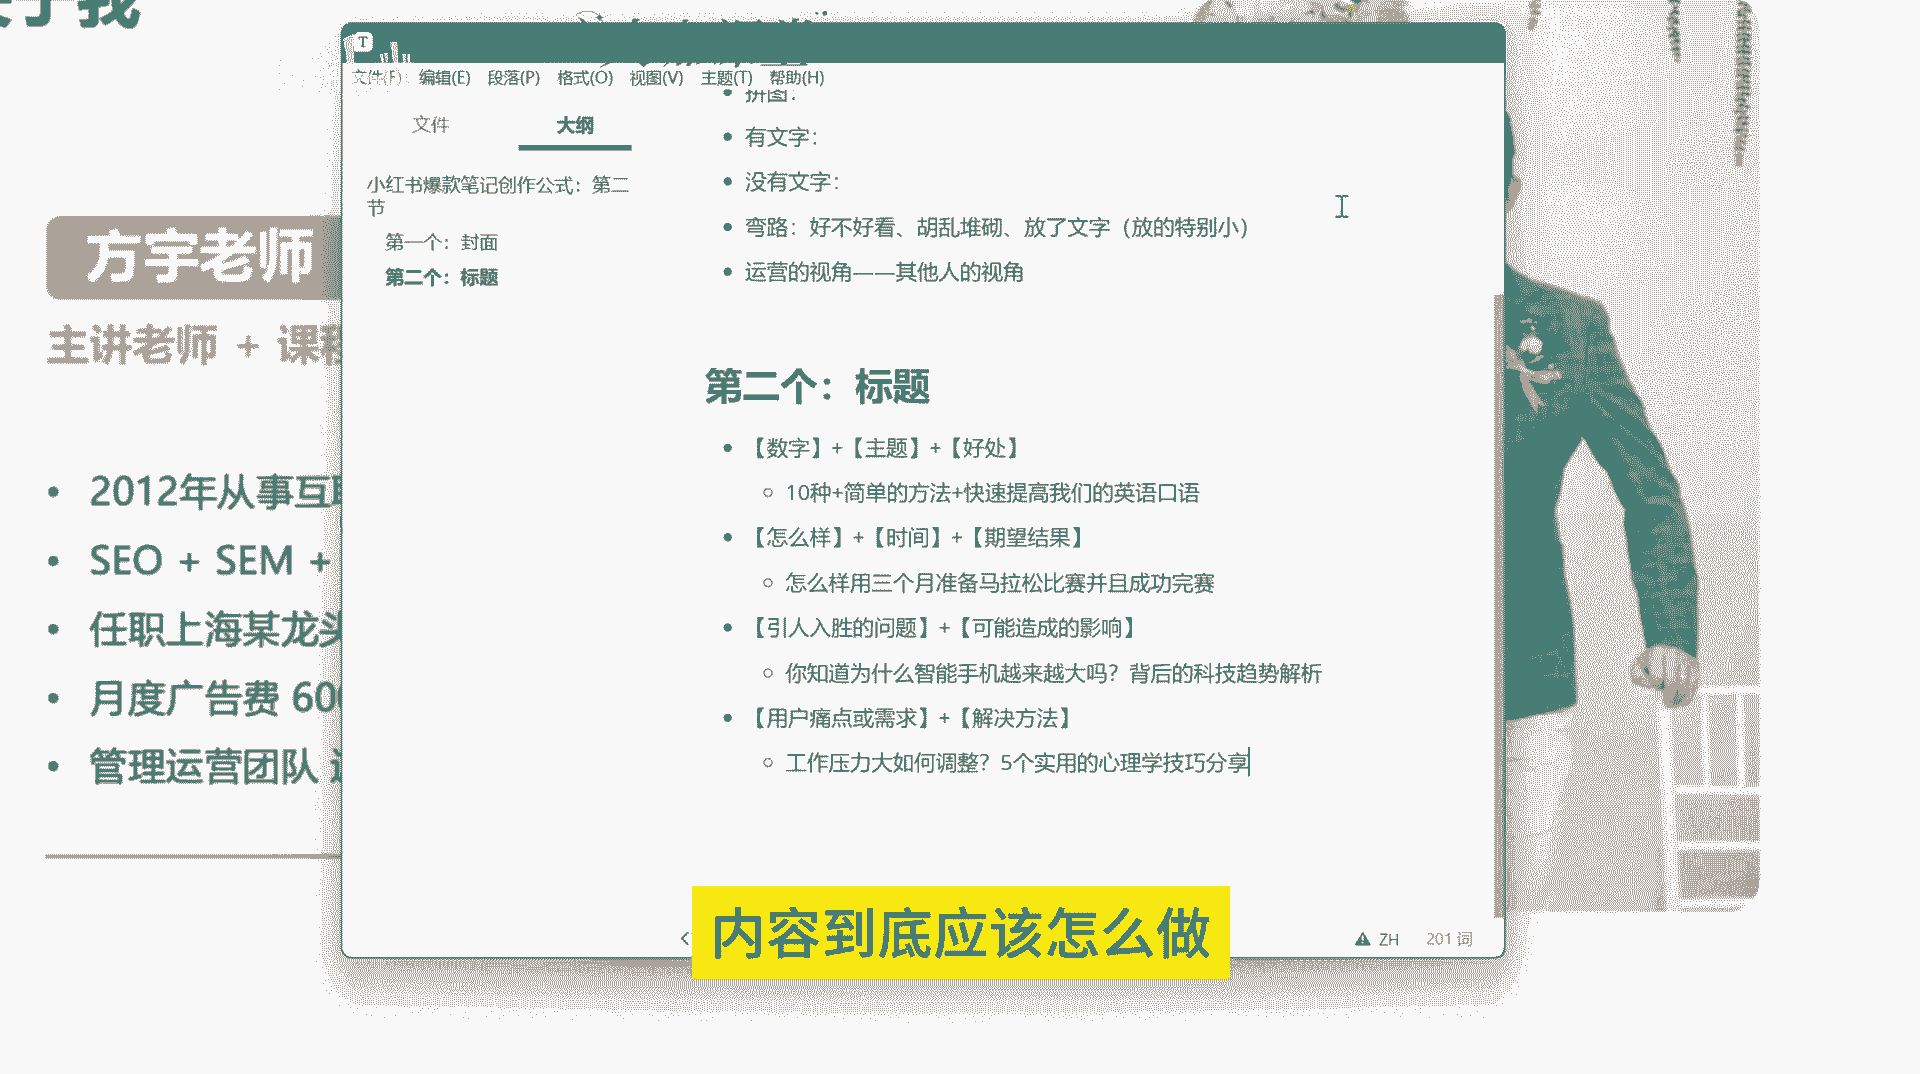 T
文件(F) 编辑(E) 段落(P) 格式(O) 视图(V) 主题(T) 帮助(H)
文件 大纲
小红书爆款笔记创作公式：第二
节
第一个：封面
第二个：标题
拼图：
有文字：
没有文字：
弯路：好不好看、胡乱堆砌、放了文字（放的特别小）
运营的视角——其他人的视角
第二个：标题
【数字】+【主题】+【好处】
10种+简单的方法+快速提高我们的英语口语
【怎么样】+【时间】+【期望结果】
怎么样用三个月准备马拉松比赛并且成功完赛
【引人入胜的问题】+【可能造成的影响】
你知道为什么智能手机越来越大吗？背后的科技趋势解析
【用户痛点或需求】+【解决方法】
工作压力大如何调整？5个实用的心理学技巧分享
ZH 201 词
方宇老师
主讲老师 + 课程
2012年从事互联
SEO + SEM +
任职上海某龙头
月度广告费 600
管理运营团队
内容到底应该怎么做